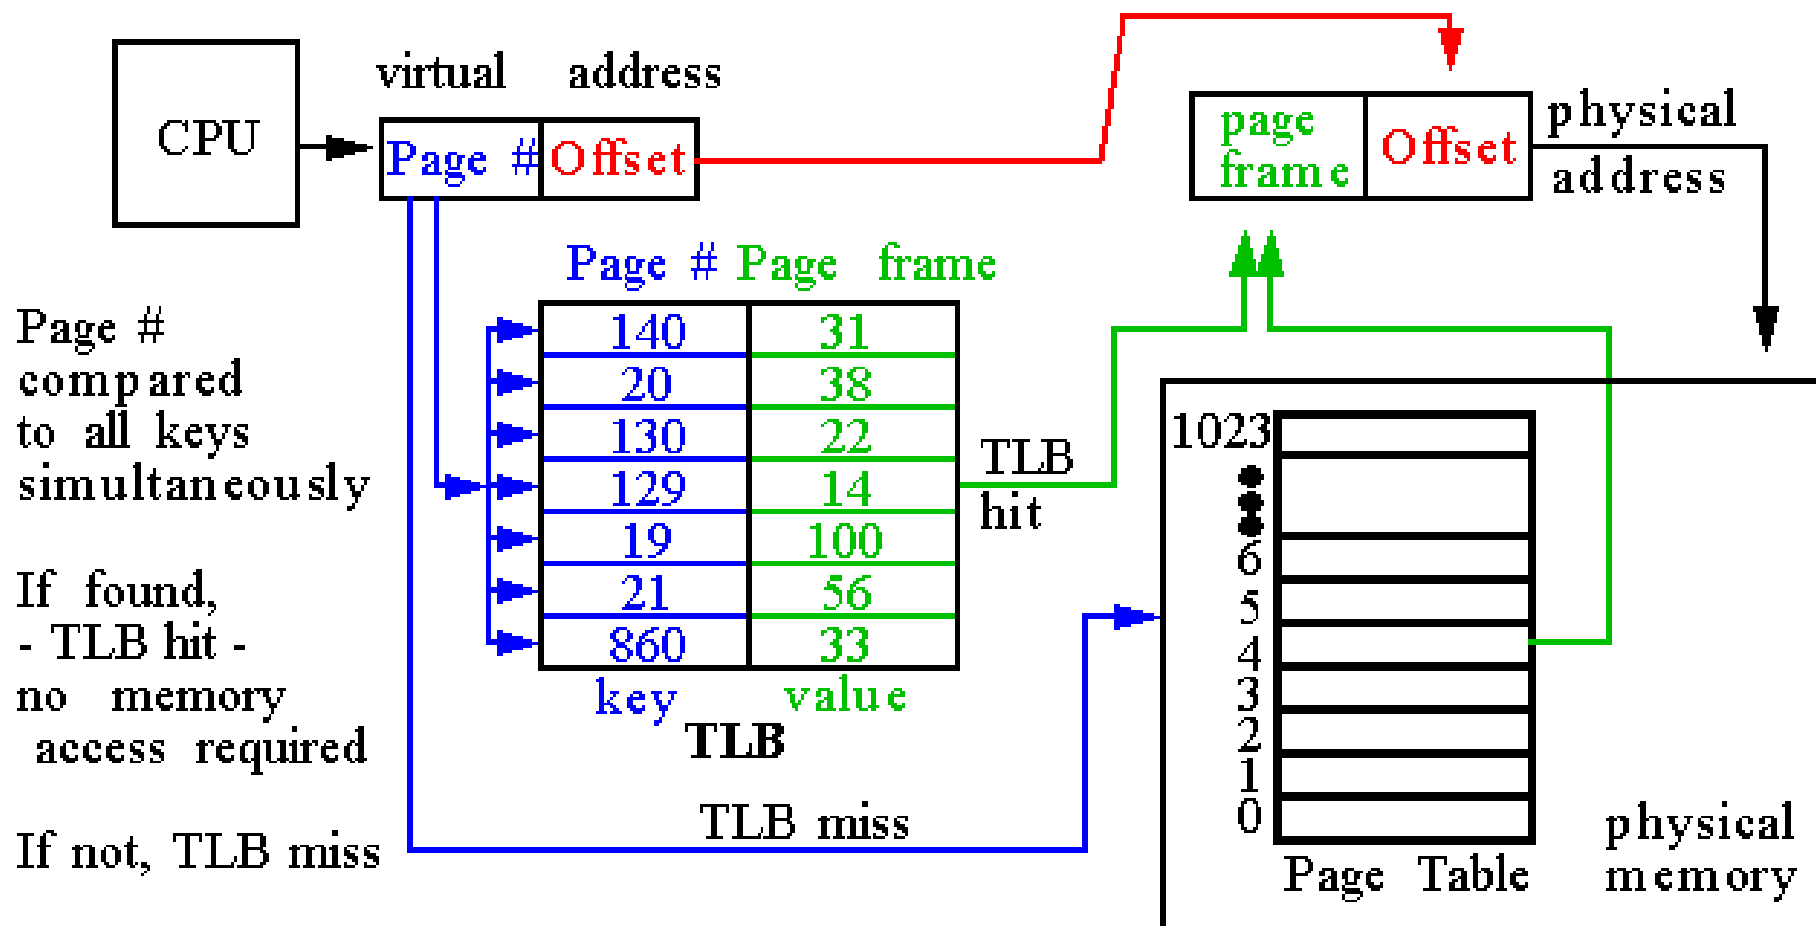 CPU
virtual address
Page # Offset
page
frame
Offset
physical
address
Page # Page frame
140 31
20 38
130 22
129 14
19 100
21 56
860 33
key value
TLB
TLB
hit
Page #
compared
to all keys
simultaneously
If found,
- TLB hit -
no memory
access required
If not, TLB miss
TLB miss
1023
6
5
4
3
2
1
0
Page Table
physical
memory